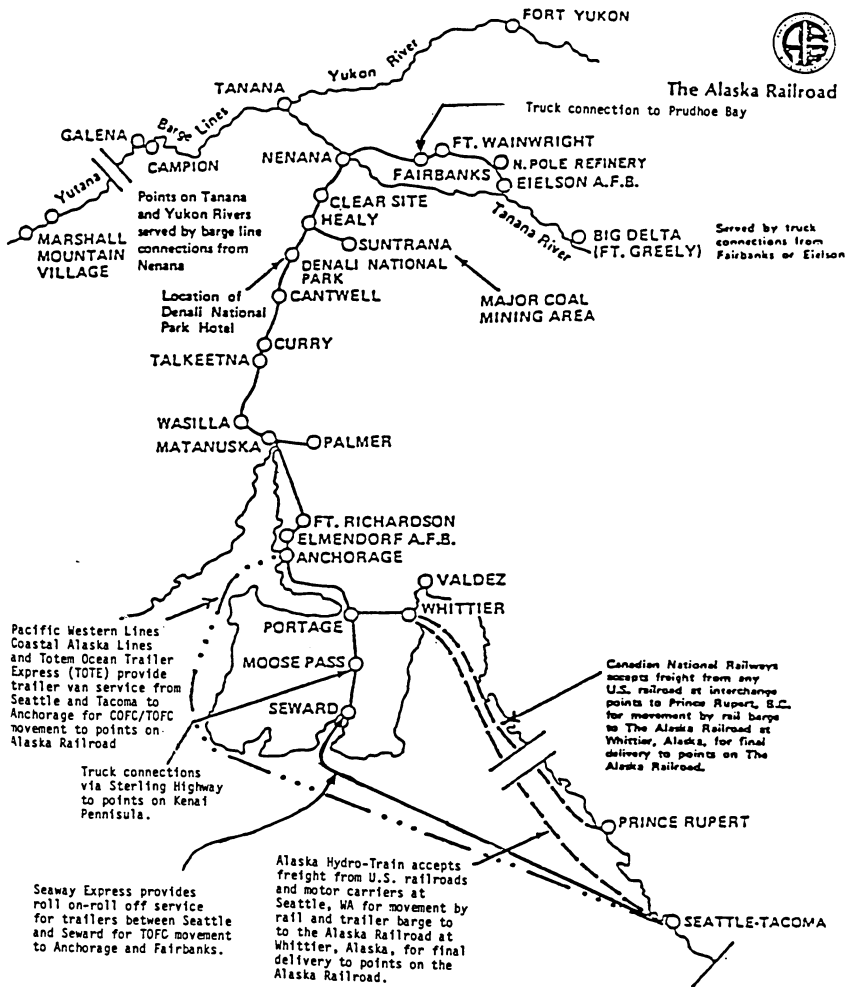 FORT YUKON
The Alaska Railroad
Yukon River
TANANA
Truck connection to Prudhoe Bay
Barge Lines
GALENA
CAMPION
FT. WAINWRIGHT
NENANA
N. POLE REFINERY
FAIRBANKS
EIELSON A.F.B.
Yutana
Points on Tanana
and Yukon Rivers
served by barge line
connections from
Nenana
CLEAR SITE
HEALY
Tanana River
MARSHALL
MOUNTAIN
VILLAGE
SUNTRANA
BIG DELTA
(FT. GREELY)
Served by truck
connections from
Fairbanks or Eielson
DENALI NATIONAL
PARK
Location of
Denali National
Park Hotel
CANTWELL
MAJOR COAL
MINING AREA
CURRY
TALKEETNA
WASILLA
MATANUSKA
PALMER
FT. RICHARDSON
ELMENDORF A.F.B.
ANCHORAGE
VALDEZ
WHITTIER
PORTAGE
Pacific Western Lines
Coastal Alaska Lines
and Totem Ocean Trailer
Express (TOTE) provide
trailer van service from
Seattle and Tacoma to
Anchorage for COFC/TOFC
movement to points on
Alaska Railroad
MOOSE PASS
SEWARD
Canadian National Railways
accepts freight from any
U.S. railroad at interchange
points to Prince Rupert, B.C.
for movement by rail barge
to The Alaska Railroad at
Whittier, Alaska, for final
delivery to points on The
Alaska Railroad.
Truck connections
via Sterling Highway
to points on Kenai
Pennisula.
PRINCE RUPERT
Seaway Express provides
roll on-roll off service
for trailers between Seattle
and Seward for TOFC movement
to Anchorage and Fairbanks.
Alaska Hydro-Train accepts
freight from U.S. railroads
and motor carriers at
Seattle, WA for movement by
rail and trailer barge to
to the Alaska Railroad at
Whittier, Alaska, for final
delivery to points on the
Alaska Railroad.
SEATTLE-TACOMA